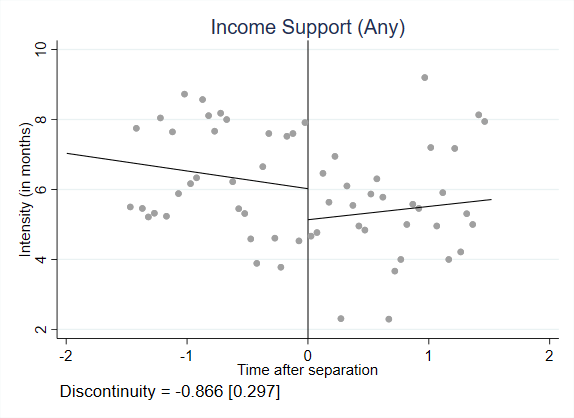 Income Support (Any)
Intensity (in months)
10
8
6
4
2
-2
-1
0
1
2
Time after separation
Discontinuity = -0.866 [0.297]